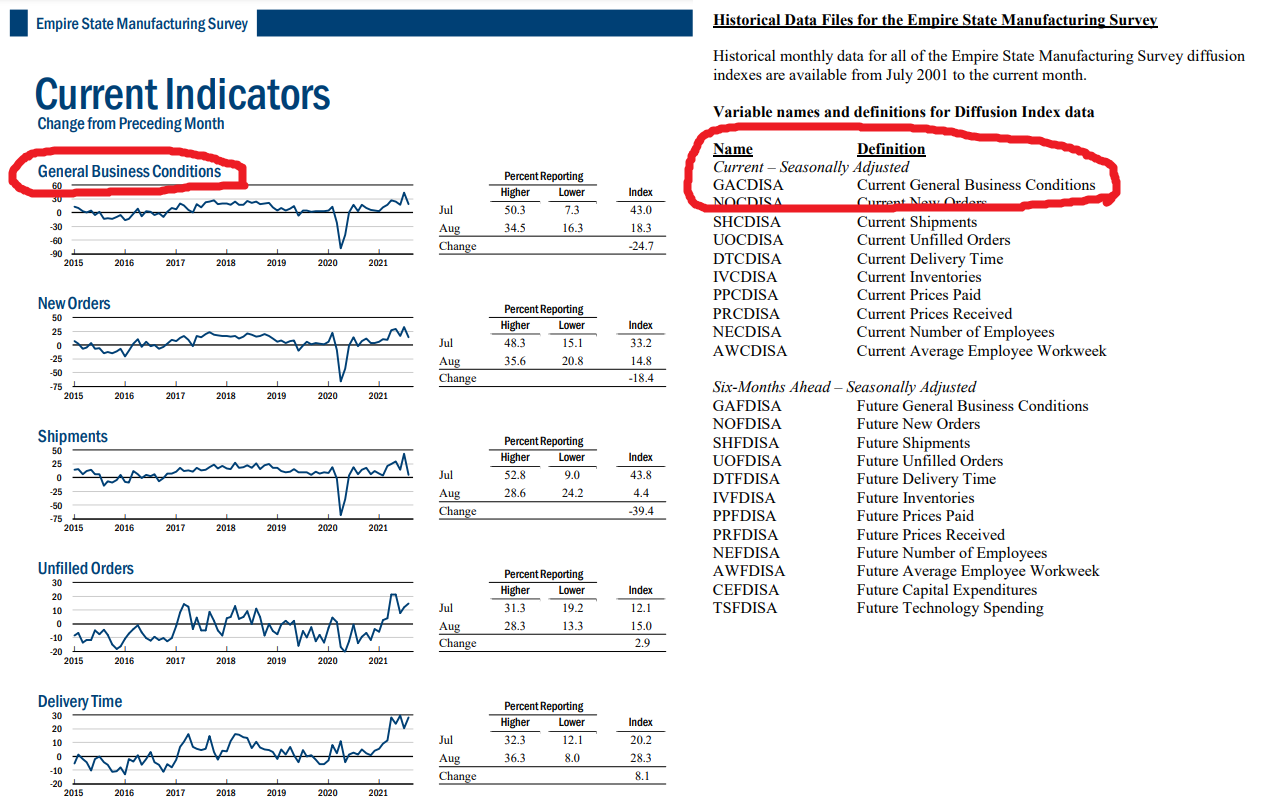 Empire State Manufacturing Survey
Current Indicators
Change from Preceding Month
General Business Conditions
60
30
0
-30
-60
-90
2015 2016 2017 2018 2019 2020 2021
Percent Reporting
Higher Lower Index
Jul 50.3 7.3 43.0
Aug 34.5 16.3 18.3
Change -24.7
New Orders
50
25
0
-25
-50
-75
2015 2016 2017 2018 2019 2020 2021
Percent Reporting
Higher Lower Index
Jul 48.3 15.1 33.2
Aug 35.6 20.8 14.8
Change -18.4
Shipments
50
25
0
-25
-50
-75
2015 2016 2017 2018 2019 2020 2021
Percent Reporting
Higher Lower Index
Jul 52.8 9.0 43.8
Aug 28.6 24.2 4.4
Change -39.4
Unfilled Orders
30
20
10
0
-10
-20
2015 2016 2017 2018 2019 2020 2021
Percent Reporting
Higher Lower Index
Jul 31.3 19.2 12.1
Aug 28.3 13.3 15.0
Change 2.9
Delivery Time
30
20
10
0
-10
-20
2015 2016 2017 2018 2019 2020 2021
Percent Reporting
Higher Lower Index
Jul 32.3 12.1 20.2
Aug 36.3 8.0 28.3
Change 8.1
Historical Data Files for the Empire State Manufacturing Survey
Historical monthly data for all of the Empire State Manufacturing Survey diffusion
indexes are available from July 2001 to the current month.
Variable names and definitions for Diffusion Index data
Name Definition
Current – Seasonally Adjusted
GACDISA Current General Business Conditions
NOCDISA Current New Orders
SHCDISA Current Shipments
UOCDISA Current Unfilled Orders
DTCDISA Current Delivery Time
IVCDISA Current Inventories
PPCDISA Current Prices Paid
PRCDISA Current Prices Received
NECDISA Current Number of Employees
AWCDISA Current Average Employee Workweek
Six-Months Ahead – Seasonally Adjusted
GAFDISA Future General Business Conditions
NOFDISA Future New Orders
SHFDISA Future Shipments
UOFDISA Future Unfilled Orders
DTFDISA Future Delivery Time
IVFDISA Future Inventories
PPFDISA Future Prices Paid
PRFDISA Future Prices Received
NEFDISA Future Number of Employees
AWFDISA Future Average Employee Workweek
CEFDISA Future Capital Expenditures
TSFDISA Future Technology Spending